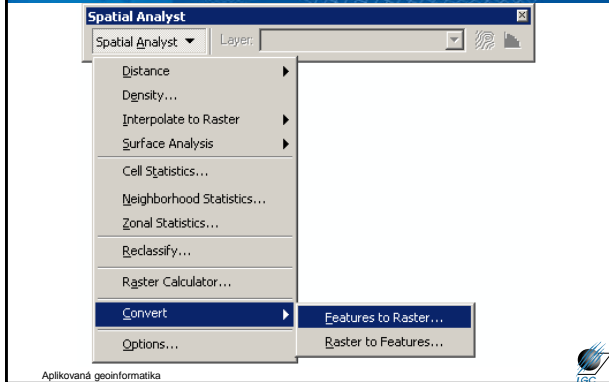 Spatial Analyst
Spatial Analyst Layer:
Distance
Density...
Interpolate to Raster
Surface Analysis
Cell Statistics...
Neighborhood Statistics...
Zonal Statistics...
Reclassify...
Raster Calculator...
Convert
Features to Raster...
Raster to Features...
Options...
Aplikovaná geoinformatika